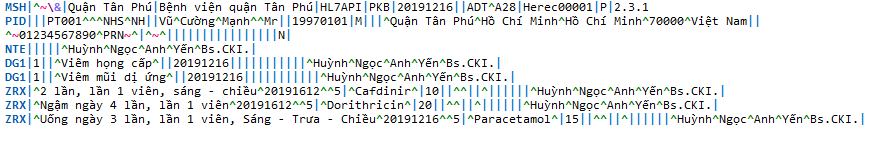 MSH|^~\&|Quận Tân Phú|Bệnh viện quận Tân Phú|HL7API|PKB|20191216||ADT^A28|Herec00001|P|2.3.1
PID|||PT001^^^NHS^NH||Vũ^Cường^Mạnh^^Mr||19970101|M|||^Quận Tân Phú^Hồ Chí Minh^Hồ Chí Minh^70000^Việt Nam||
^~01234567890^PRN~^|^~^||||||||||||||||N|
NTE|||||^Huỳnh^Ngọc^Anh^Yến^Bs.CKI.|
DG1|1||^Viêm họng cấp^||20191216|||||||||||^Huỳnh^Ngọc^Anh^Yến^Bs.CKI.|
DG1|1||^Viêm mũi dị ứng^||20191216|||||||||||^Huỳnh^Ngọc^Anh^Yến^Bs.CKI.|
ZRX|^2 lần, lần 1 viên, sáng - chiều^20191612^^5|^Cafdinir^|10||^^||^||||||^Huỳnh^Ngọc^Anh^Yến^Bs.CKI.|
ZRX|^Ngậm ngày 4 lần, lần 1 viên^20191216^^5|^Dorithricin^|20||^^||^||||||^Huỳnh^Ngọc^Anh^Yến^Bs.CKI.|
ZRX|^Uống ngày 3 lần, lần 1 viên, Sáng - Trưa - Chiều^20191216^^5|^Paracetamol^|15||^^||^||||||^Huỳnh^Ngọc^Anh^Yến^Bs.CKI.|